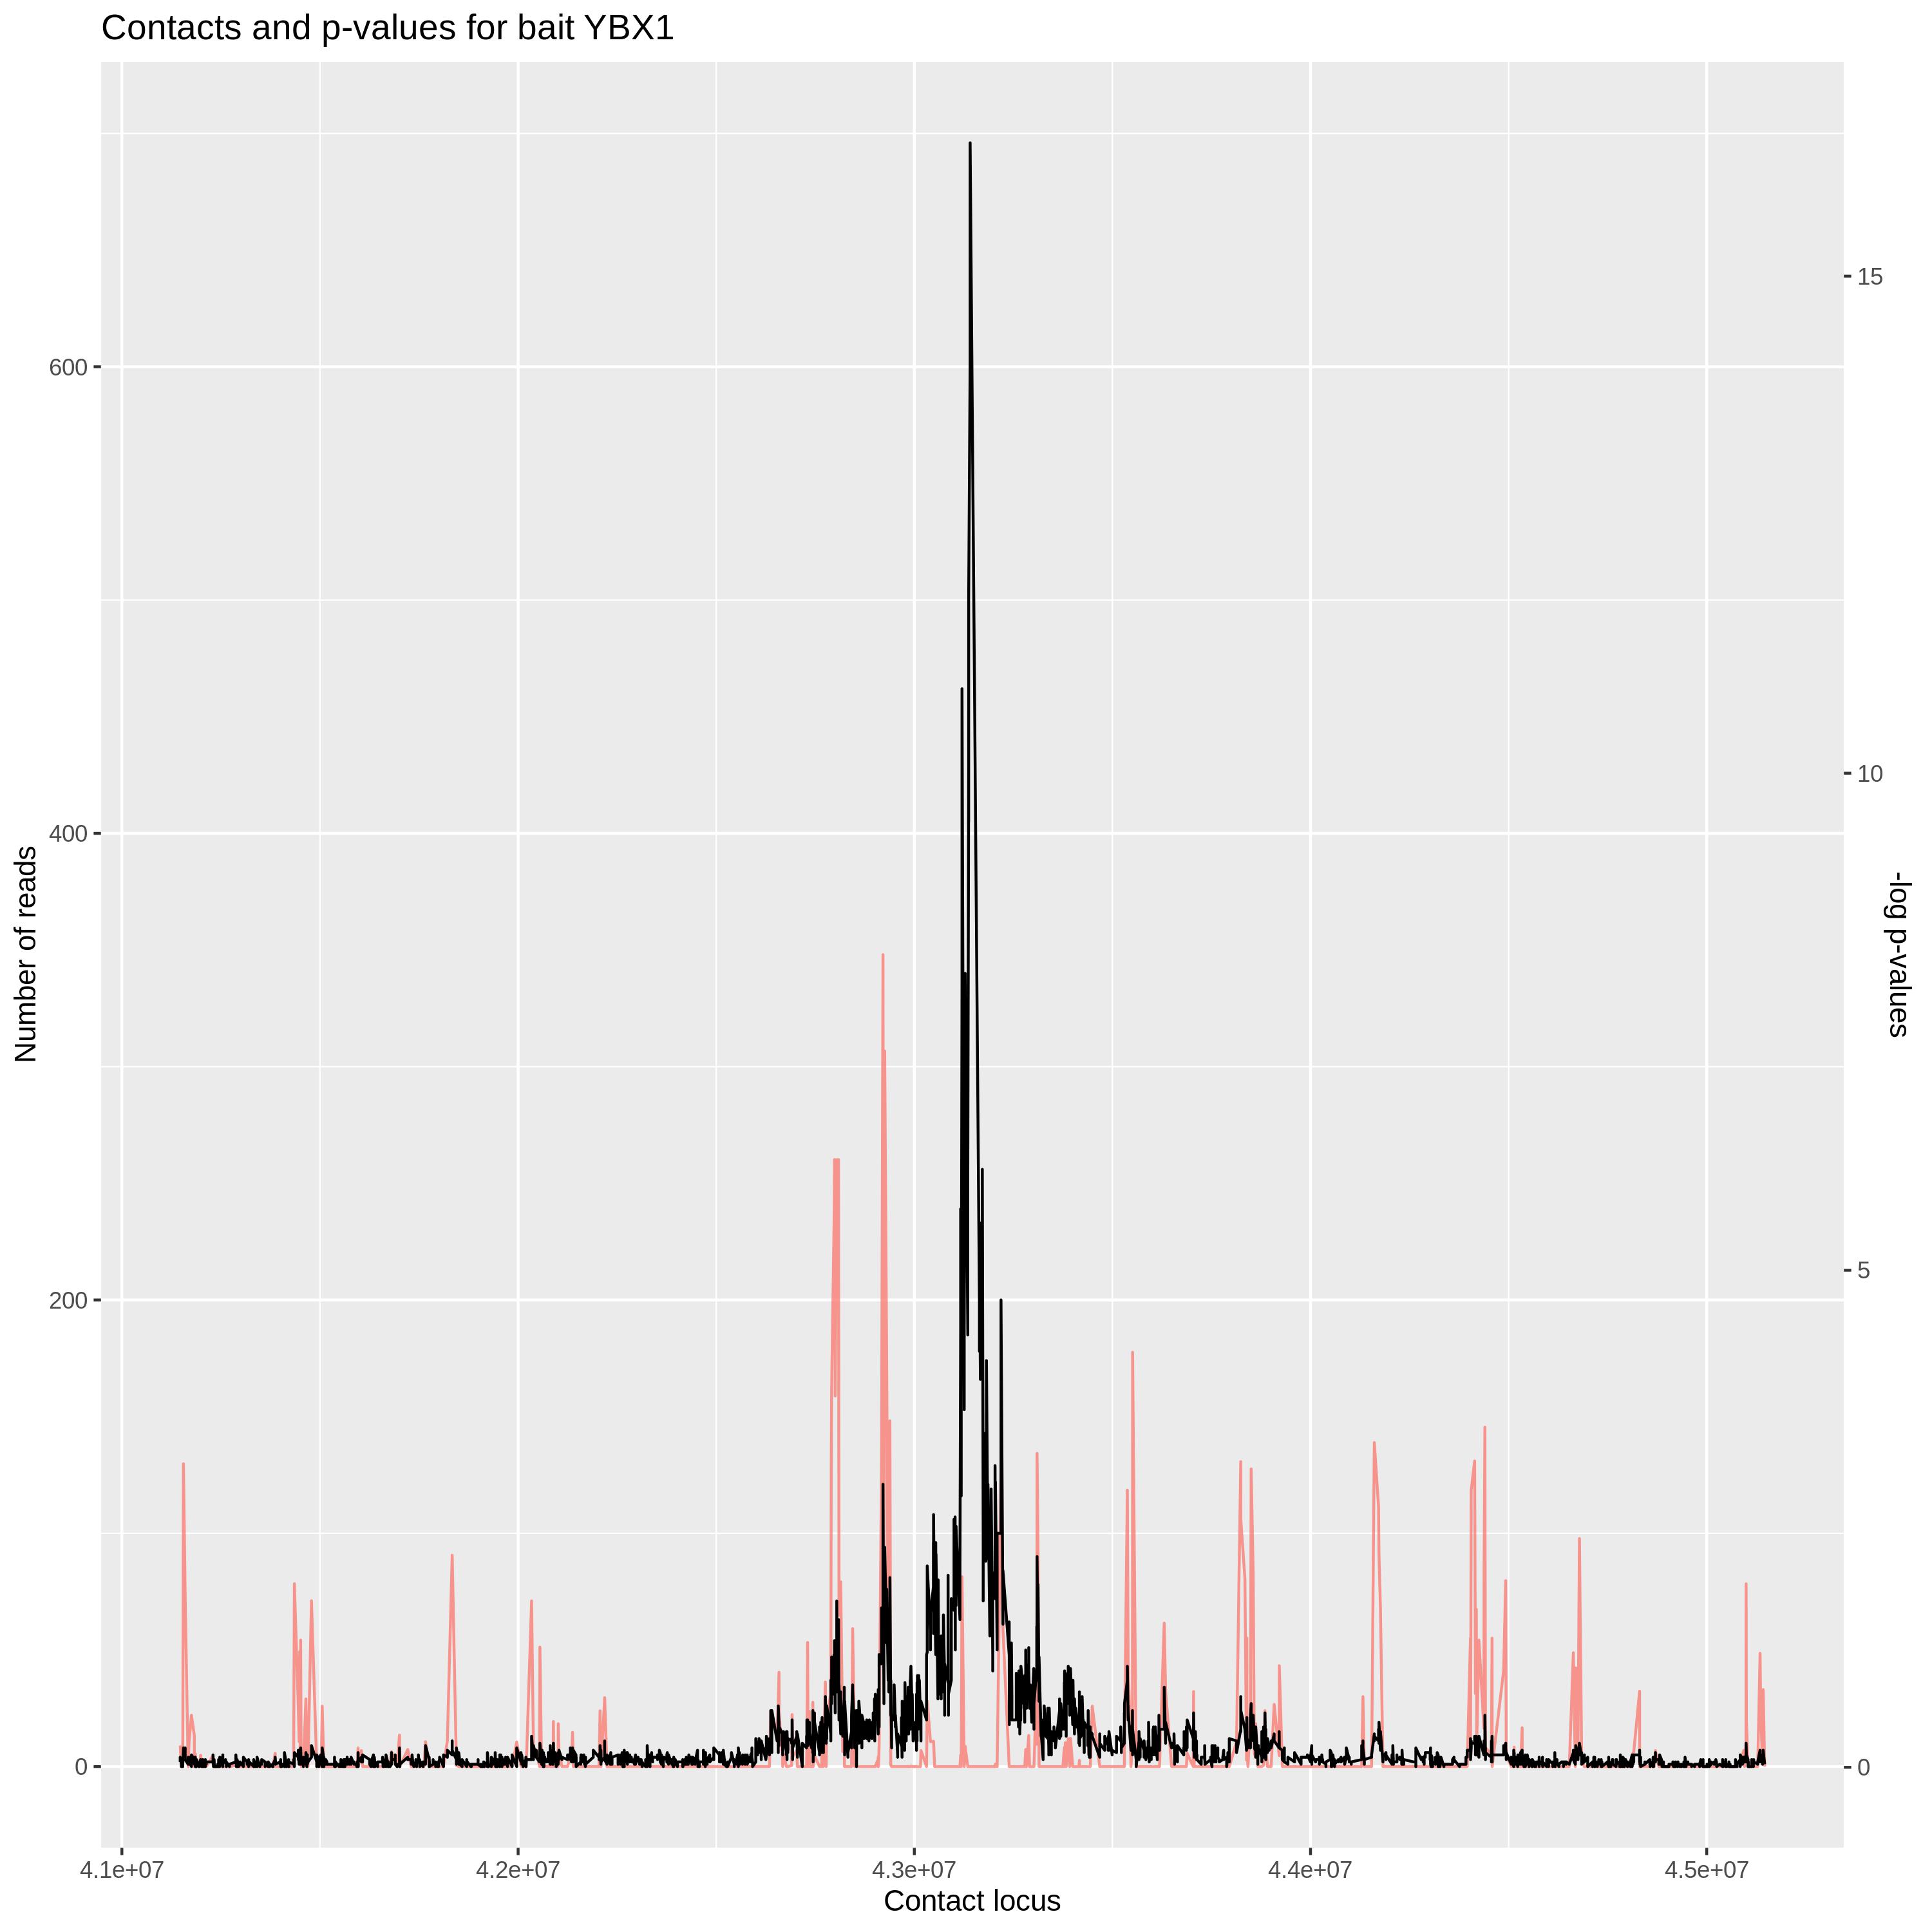 Contacts and p-values for bait YBX1
600
400
200
0
Number of reads
15
10
5
0
-log p-values
4.1e+07
4.2e+07
4.3e+07
4.4e+07
4.5e+07
Contact locus